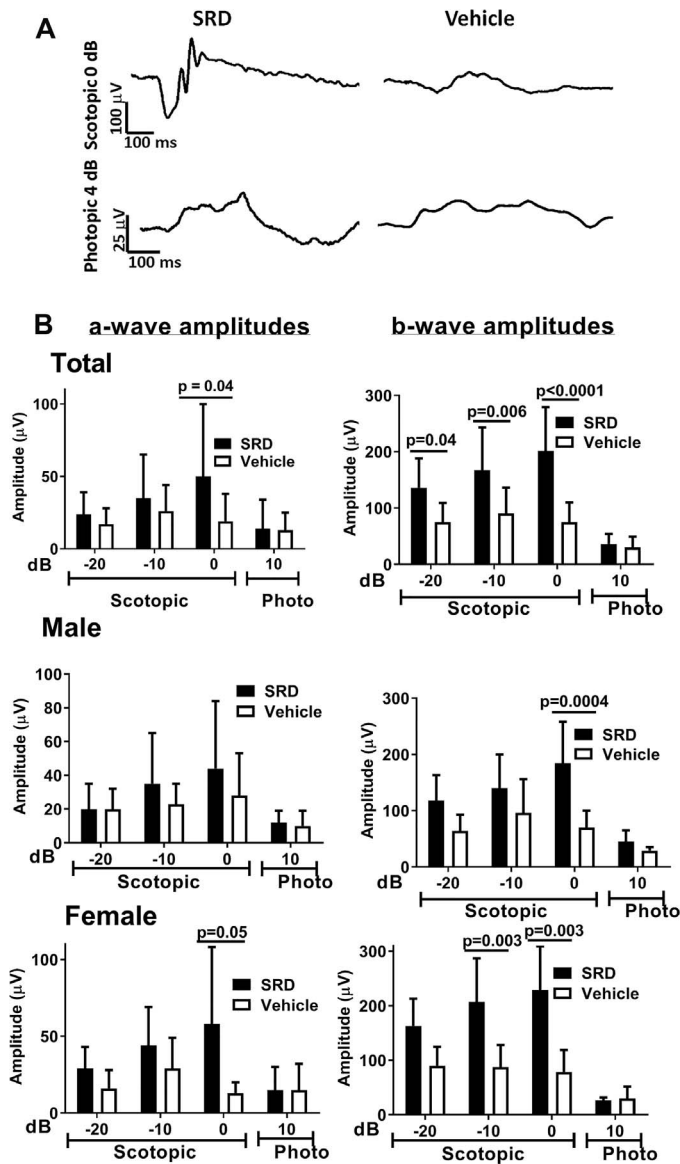 A
SRD
Vehicle
Scotopic 0 dB
100 μV
100 ms
Photopic 4 dB
25 μV
100 ms
B
a-wave amplitudes
b-wave amplitudes
Total
Amplitude (μV)
100
50
0
p = 0.04
SRD
Vehicle
dB
-20 -10 0 10
Scotopic Photo
Amplitude (μV)
300
200
100
0
p=0.04
p=0.006
p<0.0001
SRD
Vehicle
dB
-20 -10 0 10
Scotopic Photo
Male
Amplitude (μV)
100
80
60
40
20
0
SRD
Vehicle
dB
-20 -10 0 10
Scotopic Photo
Amplitude (μV)
300
200
100
0
p=0.0004
SRD
Vehicle
dB
-20 -10 0 10
Scotopic Photo
Female
Amplitude (μV)
100
50
0
p=0.05
SRD
Vehicle
dB
-20 -10 0 10
Scotopic Photo
Amplitude (μV)
300
200
100
0
p=0.003
p=0.003
SRD
Vehicle
dB
-20 -10 0 10
Scotopic Photo